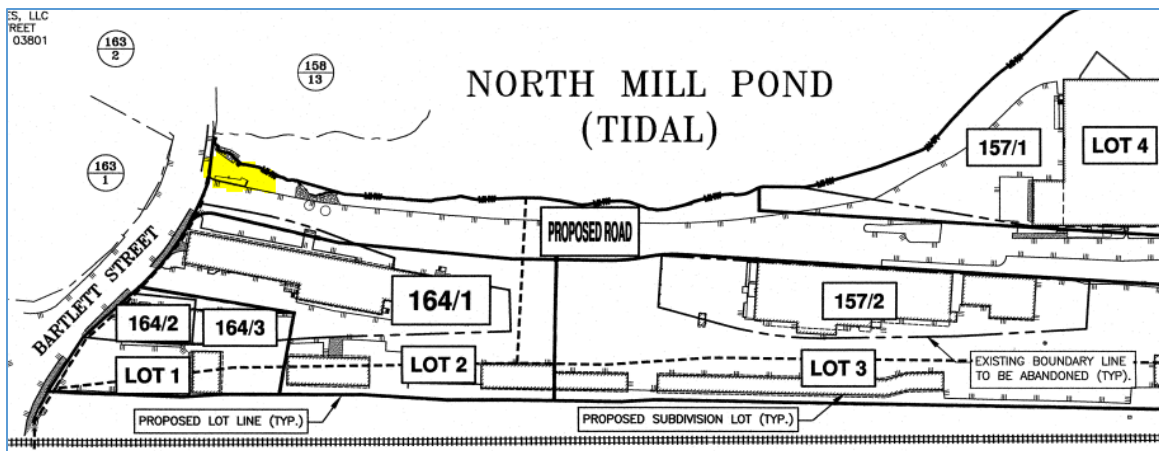 ES, LLC
REET
03801
163
2
158
13
NORTH MILL POND
(TIDAL)
163
1
157/1
LOT 4
PROPOSED ROAD
BARTLETT STREET
164/1
157/2
164/2
164/3
LOT 1
LOT 2
LOT 3
EXISTING BOUNDARY LINE
TO BE ABANDONED (TYP).
PROPOSED LOT LINE (TYP.)
PROPOSED SUBDIVISION LOT (TYP.)